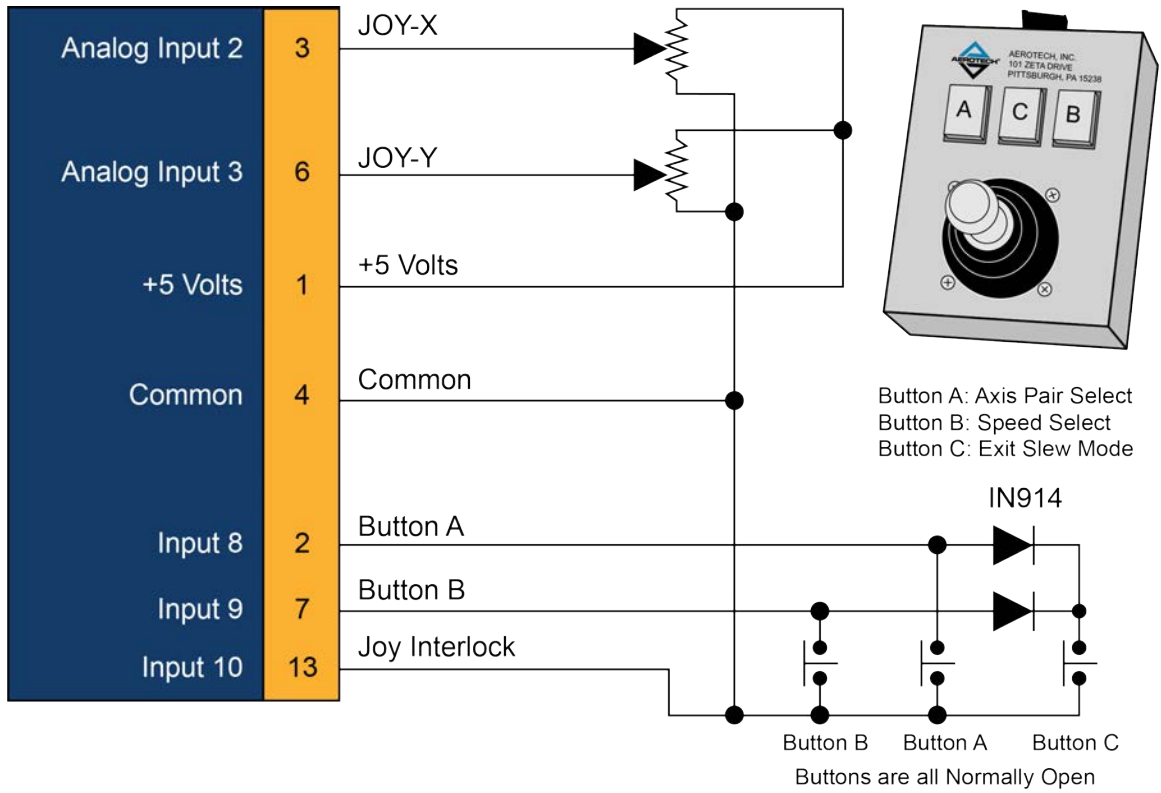 Analog Input 2
3
JOY-X
Analog Input 3
6
JOY-Y
+5 Volts
1
+5 Volts
Common
4
Common
Input 8
2
Button A
Input 9
7
Button B
Input 10
13
Joy Interlock
AEROTECH
AEROTECH, INC.
101 ZETA DRIVE
PITTSBURGH, PA 15238
A
C
B
Button A: Axis Pair Select
Button B: Speed Select
Button C: Exit Slew Mode
IN914
Button B
Button A
Button C
Buttons are all Normally Open